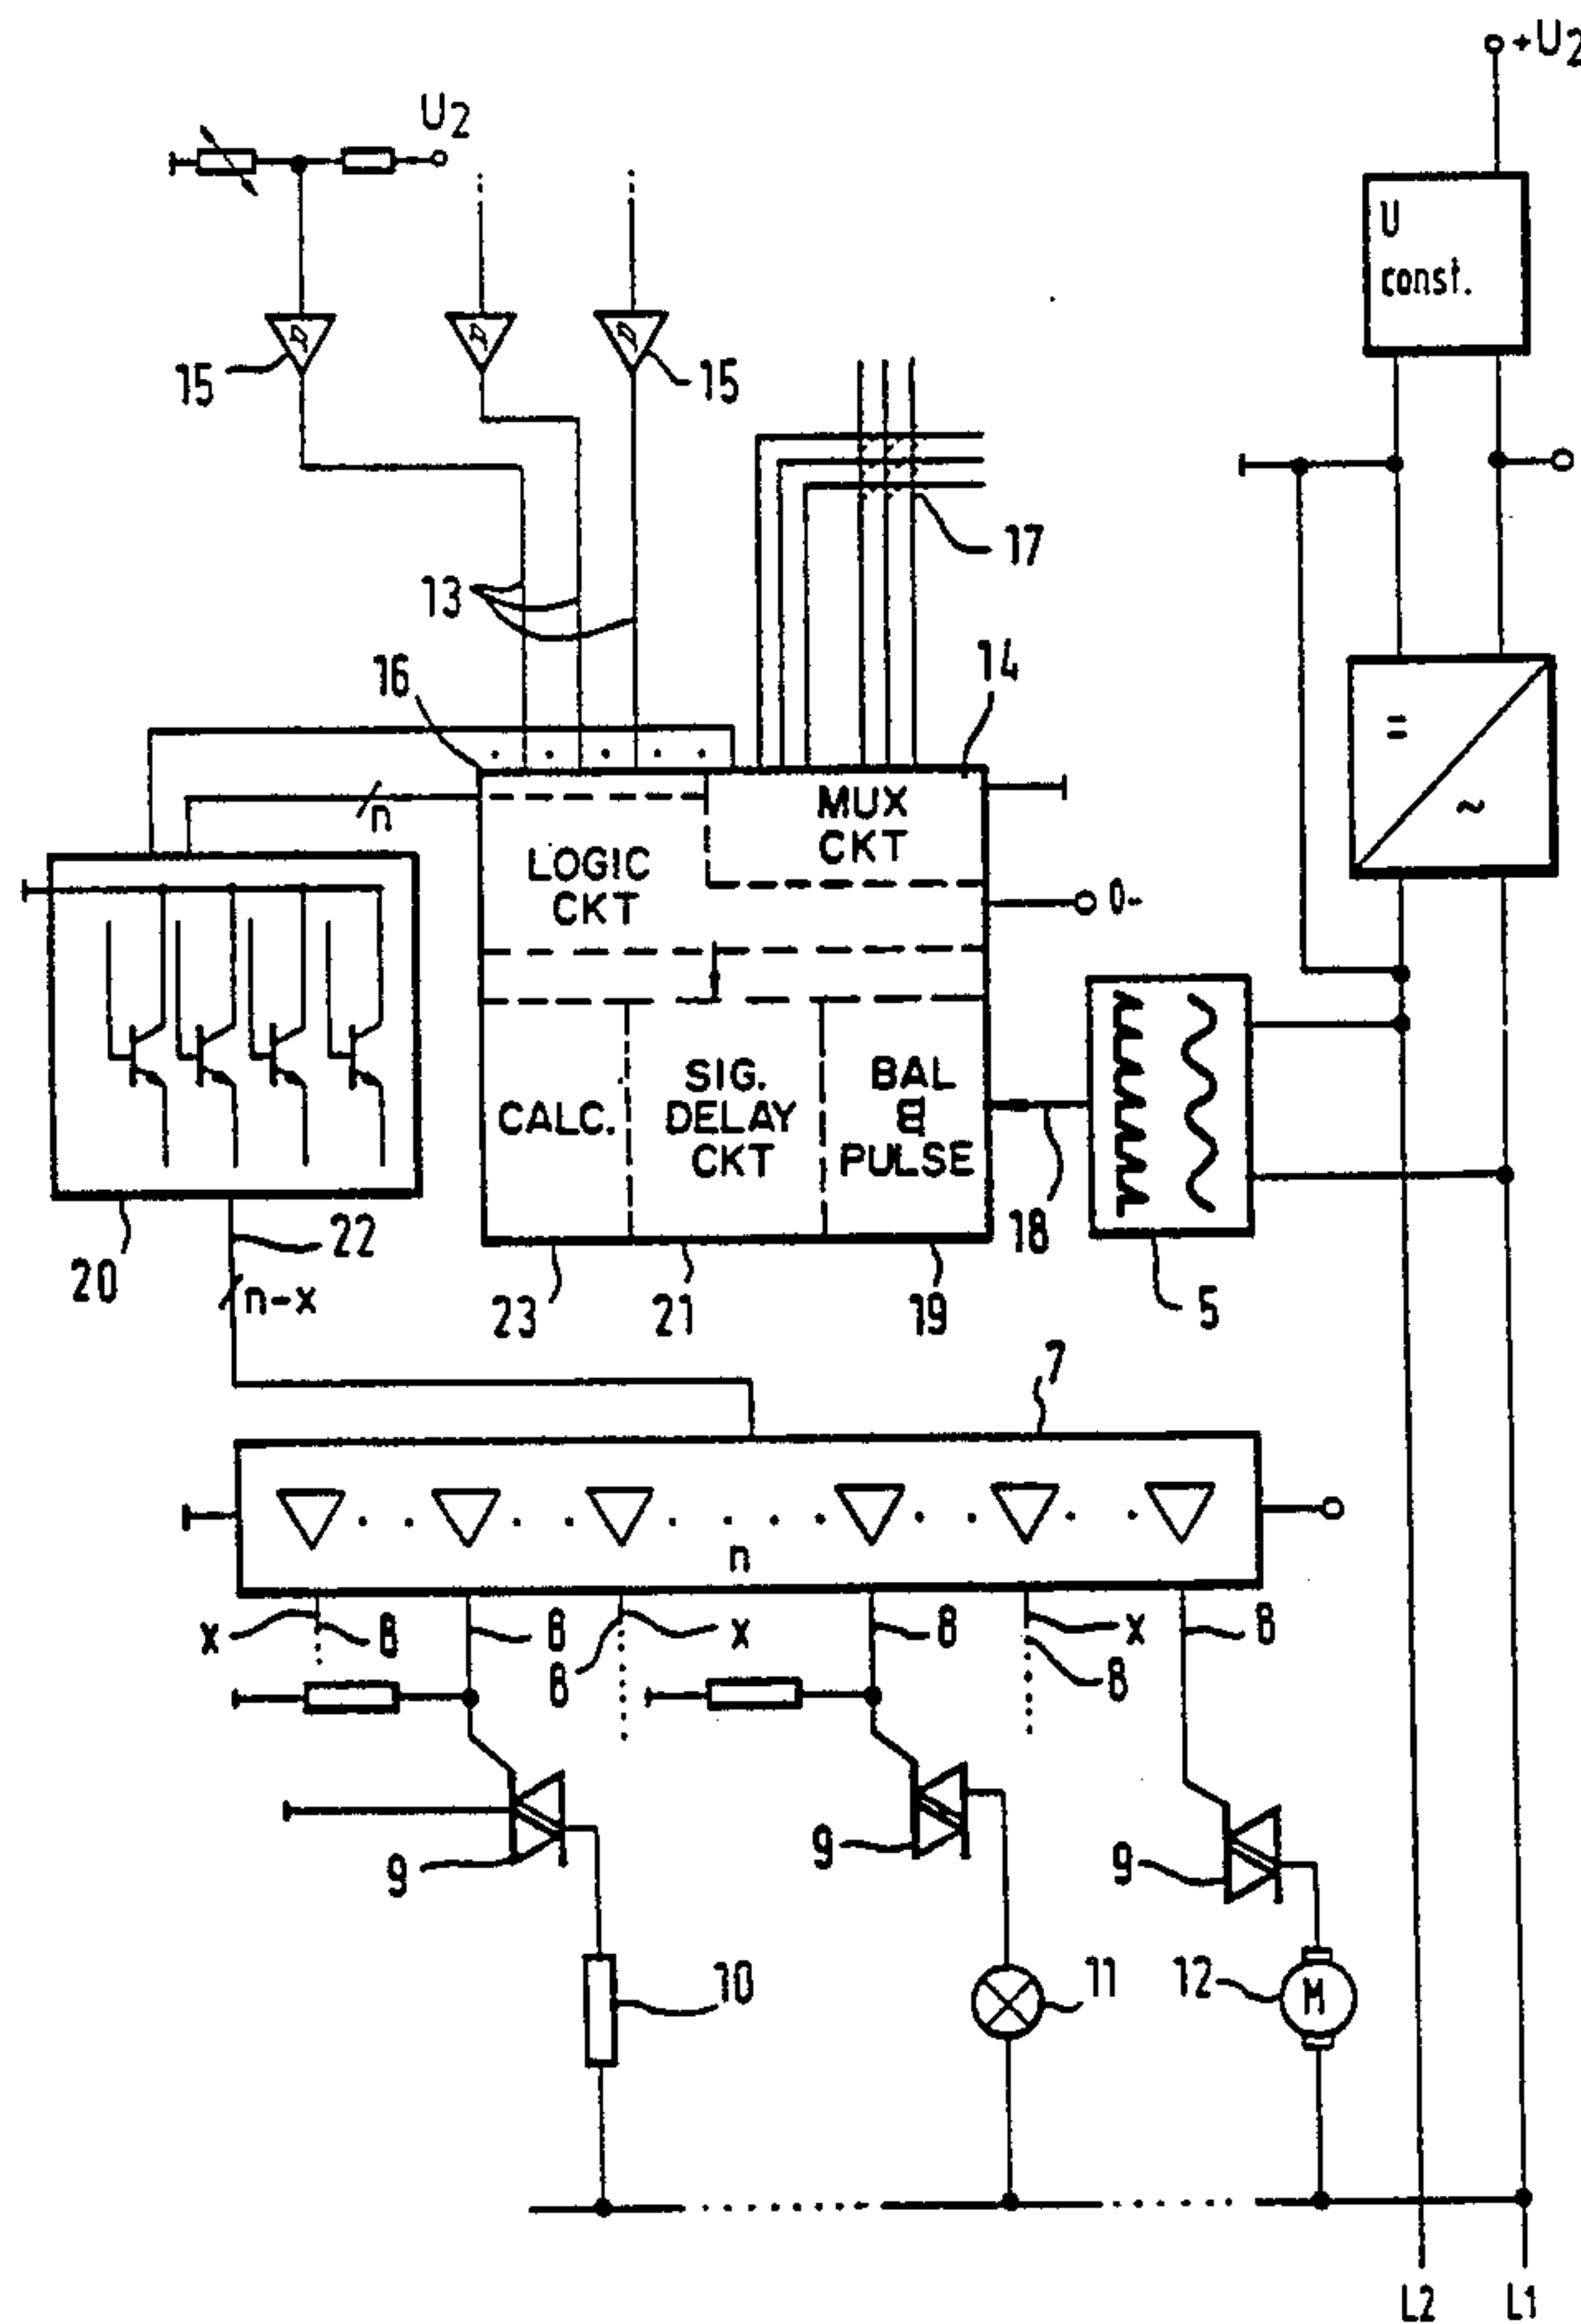 +U2
U2
U
const.
15
15
17
13
16
14
=
~
n
MUX
CKT
LOGIC
CKT
0-
SIG.
DELAY
CKT
BAL
&
PULSE
CALC.
18
22
20
n-x
23
21
19
5
7
n
x
8
8
8
x
8
x
8
8
9
9
9
10
11
12
M
L2
L1